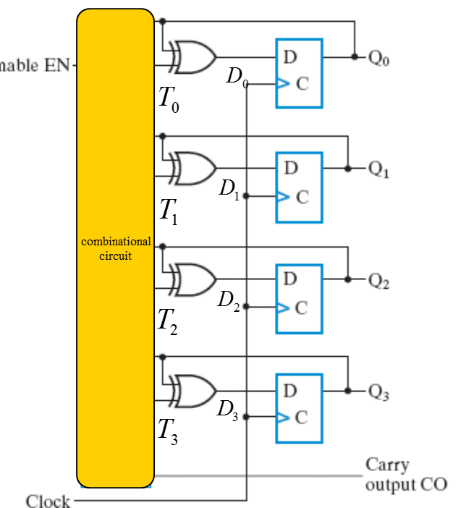 D Q₀
nable EN
D₀ C
T₀
D Q₁
D₁ C
T₁
combinational
circuit
D Q₂
D₂ C
T₂
D Q₃
D₃ C
T₃
Carry
output CO
Clock